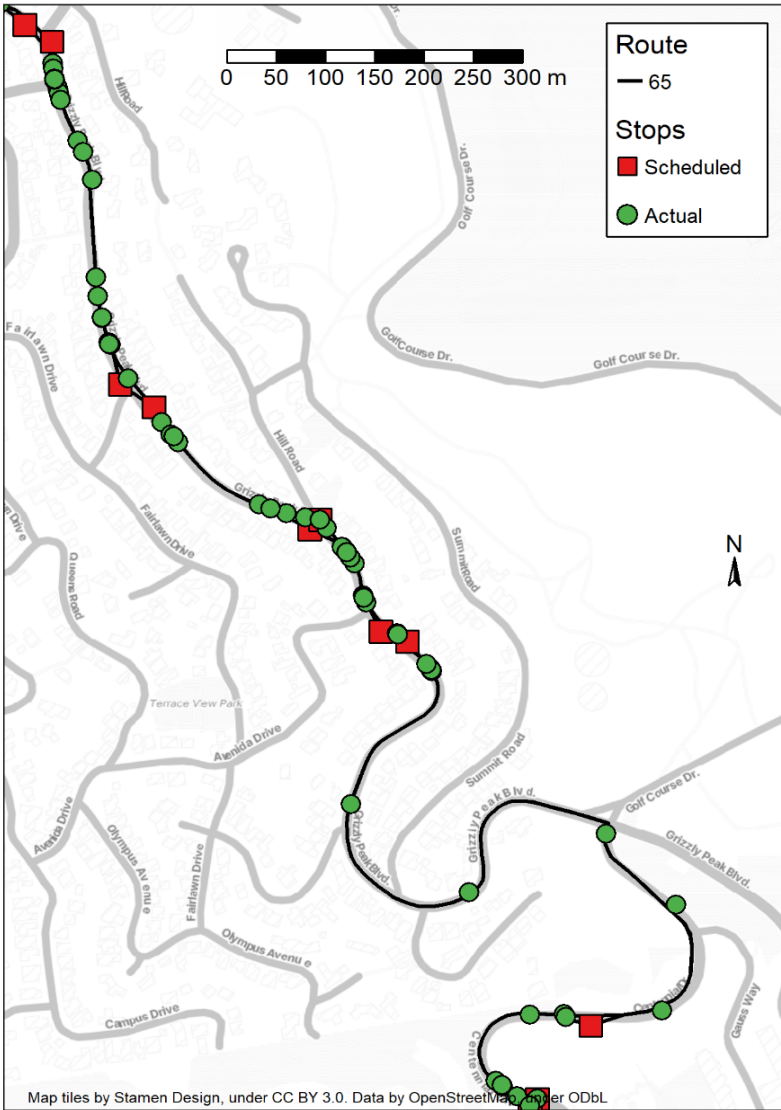 Dr.
0 50 100 150 200 250 300 m
Route
65
Stops
Scheduled
Actual
Hill Road
Golf Course Dr.
Golf Course Dr.
Golf Course Dr.
Fairlawn Drive
Hill Road
Fairlawn Drive
Queens Road
Summit Road
N
Terrace View Park
Avenida Drive
Summit Road
Grizzly Peak Blvd.
Golf Course Dr.
Grizzly Peak Blvd.
Grizzly Peak Blvd.
Avenida Drive
Olympus Avenue
Fairlawn Drive
Olympus Avenue
Campus Drive
Gauss Way
Map tiles by Stamen Design, under CC BY 3.0. Data by OpenStreetMap, under ODbL